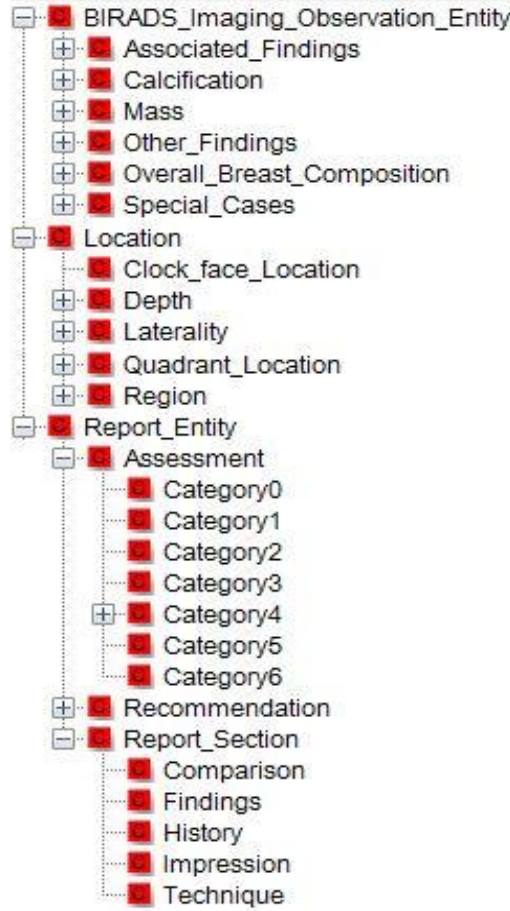 BIRADS_Imaging_Observation_Entity
Associated_Findings
Calcification
Mass
Other_Findings
Overall_Breast_Composition
Special_Cases
Location
Clock_face_Location
Depth
Laterality
Quadrant_Location
Region
Report_Entity
Assessment
Category0
Category1
Category2
Category3
Category4
Category5
Category6
Recommendation
Report_Section
Comparison
Findings
History
Impression
Technique